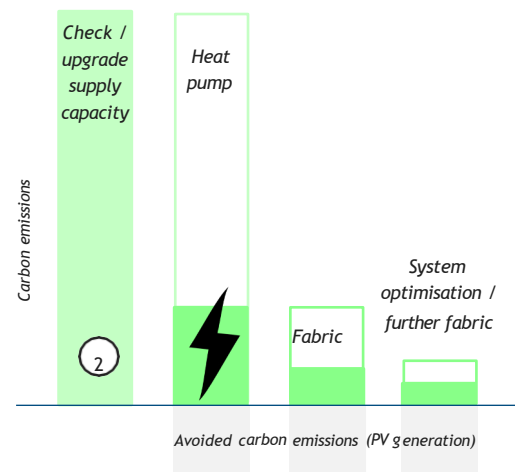 Check /
upgrade
supply
capacity
Heat
pump
Carbon emissions
System
optimisation /
further fabric
Fabric
2
Avoided carbon emissions (PV generation)